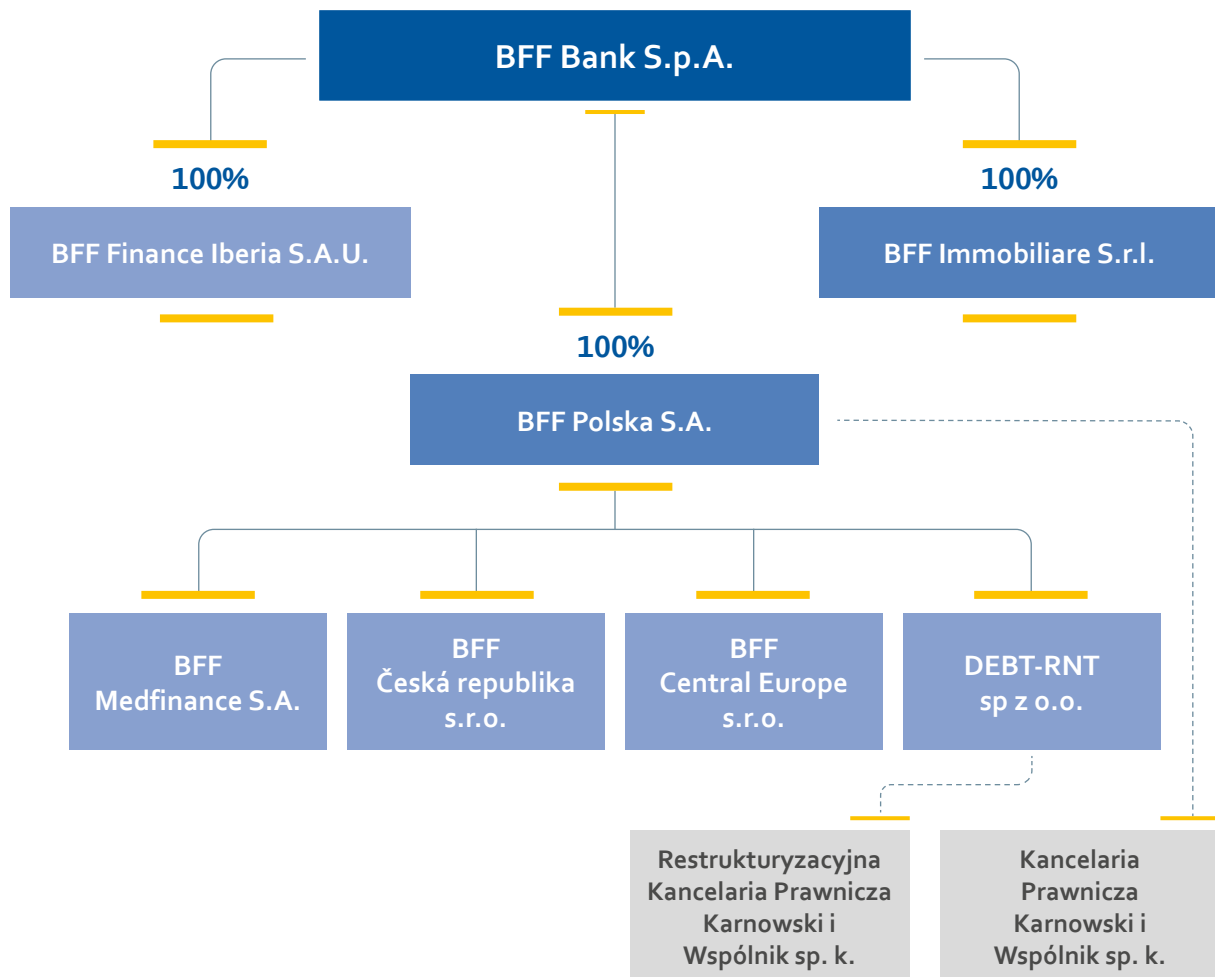 BFF Bank S.p.A.
100%
100%
BFF Finance Iberia S.A.U.
BFF Immobiliare S.r.l.
100%
BFF Polska S.A.
BFF
Medfinance S.A.
BFF
Česká republika
s.r.o.
BFF
Central Europe
s.r.o.
DEBT-RNT
sp z o.o.
Restrukturyzacyjna
Kancelaria Prawnicza
Karnowski i
Wspólnik sp. k.
Kancelaria
Prawnicza
Karnowski i
Wspólnik sp. k.